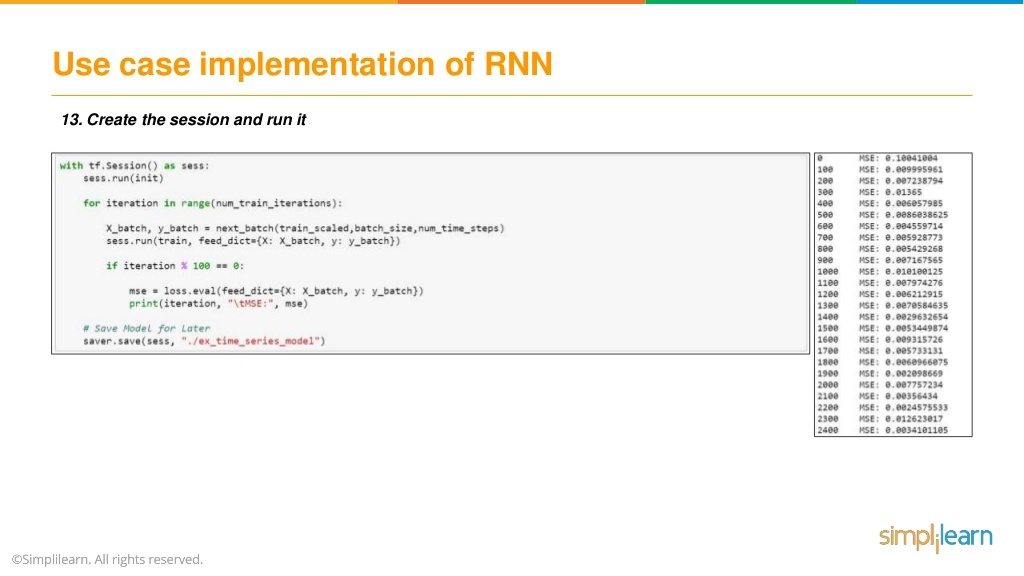 Use case implementation of RNN
13. Create the session and run it
with tf.Session() as sess:
    sess.run(init)
    for iteration in range(num_train_iterations):
        X_batch, y_batch = next_batch(train_scaled,batch_size,num_time_steps)
        sess.run(train, feed_dict={X: X_batch, y: y_batch})
        if iteration % 100 == 0:
            mse = loss.eval(feed_dict={X: X_batch, y: y_batch})
            print(iteration, "\tMSE:", mse)
    # Save Model for Later
    saver.save(sess, "./ex_time_series_model")
0 MSE: 0.10041004
100 MSE: 0.009995961
200 MSE: 0.007238794
300 MSE: 0.01365
400 MSE: 0.006057985
500 MSE: 0.0086038625
600 MSE: 0.004559714
700 MSE: 0.005928773
800 MSE: 0.005429268
900 MSE: 0.007167565
1000 MSE: 0.010100125
1100 MSE: 0.007974276
1200 MSE: 0.006212915
1300 MSE: 0.0070584635
1400 MSE: 0.0029632654
1500 MSE: 0.0053449874
1600 MSE: 0.009315726
1700 MSE: 0.005733131
1800 MSE: 0.0060966075
1900 MSE: 0.002098669
2000 MSE: 0.007757234
2100 MSE: 0.00356434
2200 MSE: 0.0024575533
2300 MSE: 0.012623017
2400 MSE: 0.0034101105
simplilearn
©Simplilearn. All rights reserved.